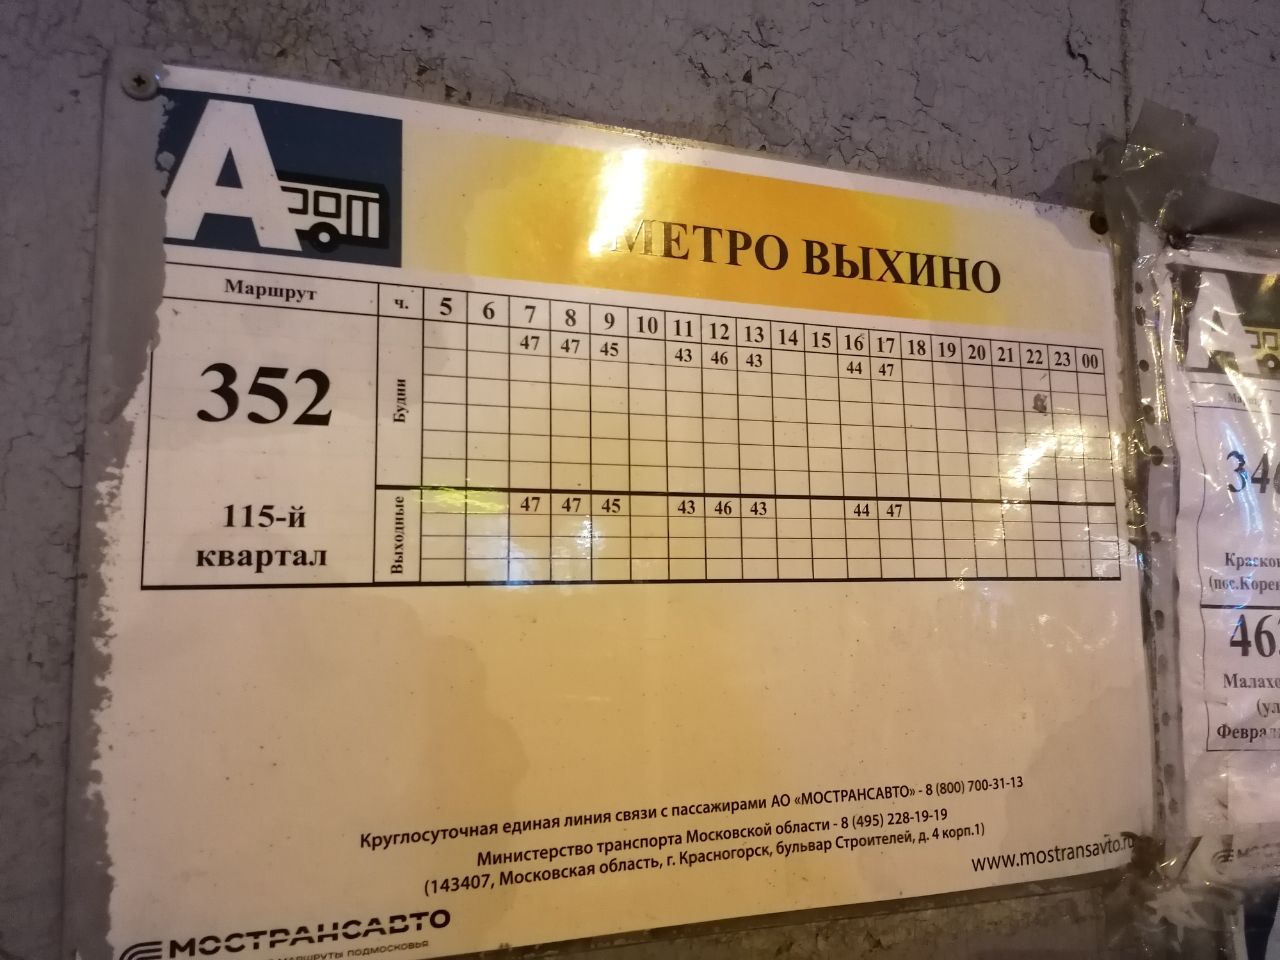 А
МЕТРО ВЫХИНО
Маршрут ч. 5 6 7 8 9 10 11 12 13 14 15 16 17 18 19 20 21 22 23 00
352 Будни 47 47 45 43 46 43 44 47
115-й квартал Выходные 47 47 45 43 46 43 44 47
Круглосуточная единая линия связи с пассажирами АО «МОСТРАНСАВТО» - 8 (800) 700-31-13
Министерство транспорта Московской области - 8 (495) 228-19-19
(143407, Московская область, г. Красногорск, бульвар Строителей, д. 4 корп.1)
www.mostransavto.ru
МОСТРАНСАВТО
МАРШРУТЫ ПОДМОСКОВЬЯ
А
(ул